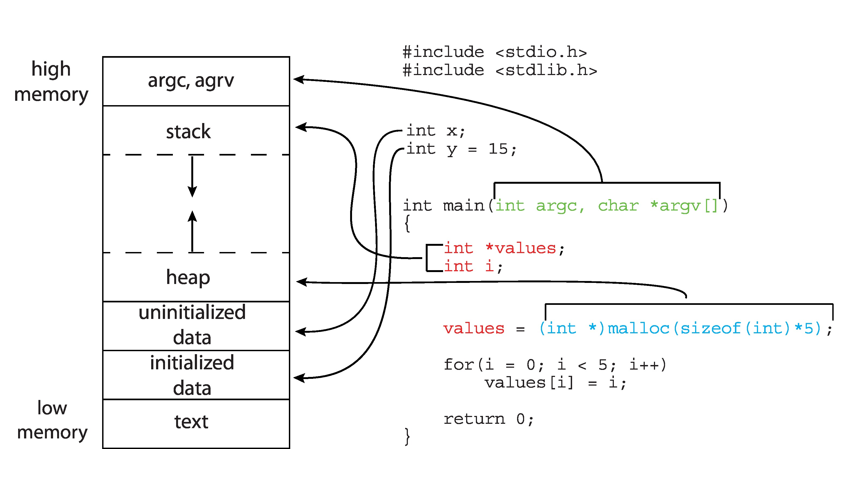 high
memory
argc, agrv
stack
heap
uninitialized
data
initialized
data
low
memory
text
#include <stdio.h>
#include <stdlib.h>
int x;
int y = 15;
int main(int argc, char *argv[])
{
int *values;
int i;
values = (int *)malloc(sizeof(int)*5);
for(i = 0; i < 5; i++)
values[i] = i;
return 0;
}